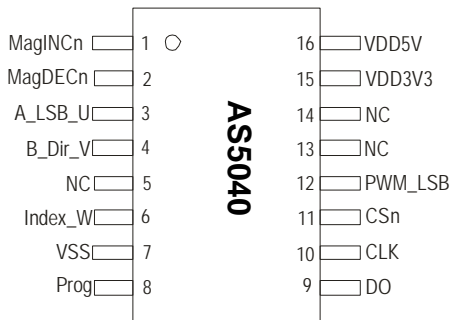 MagINCn 1 16 VDD5V
MagDECn 2 15 VDD3V3
A_LSB_U 3 14 NC
B_Dir_V 4 13 NC
NC 5 12 PWM_LSB
Index_W 6 11 CSn
VSS 7 10 CLK
Prog 8 9 DO
AS5040